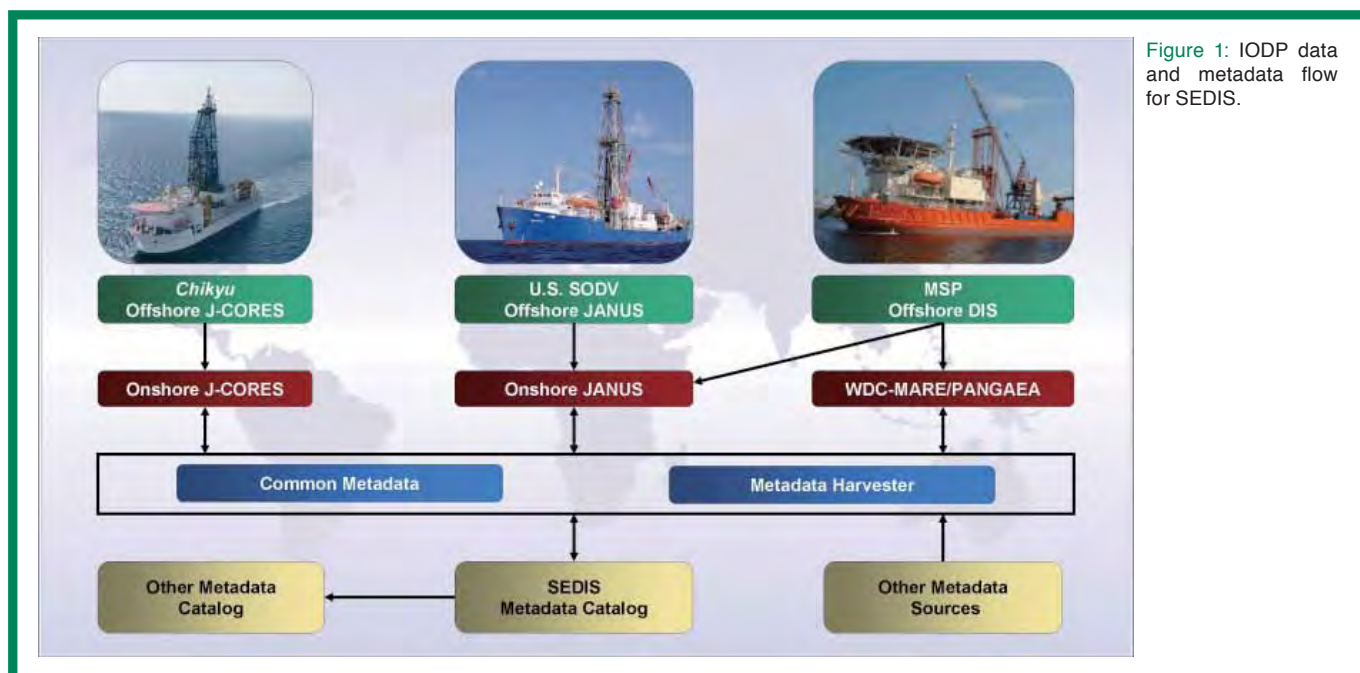 Figure 1: IODP data
and metadata flow
for SEDIS.
Chikyu
Offshore J-CORES
U.S. SODV
Offshore JANUS
MSP
Offshore DIS
Onshore J-CORES
Onshore JANUS
WDC-MARE/PANGAEA
Common Metadata
Metadata Harvester
Other Metadata
Catalog
SEDIS
Metadata Catalog
Other Metadata
Sources